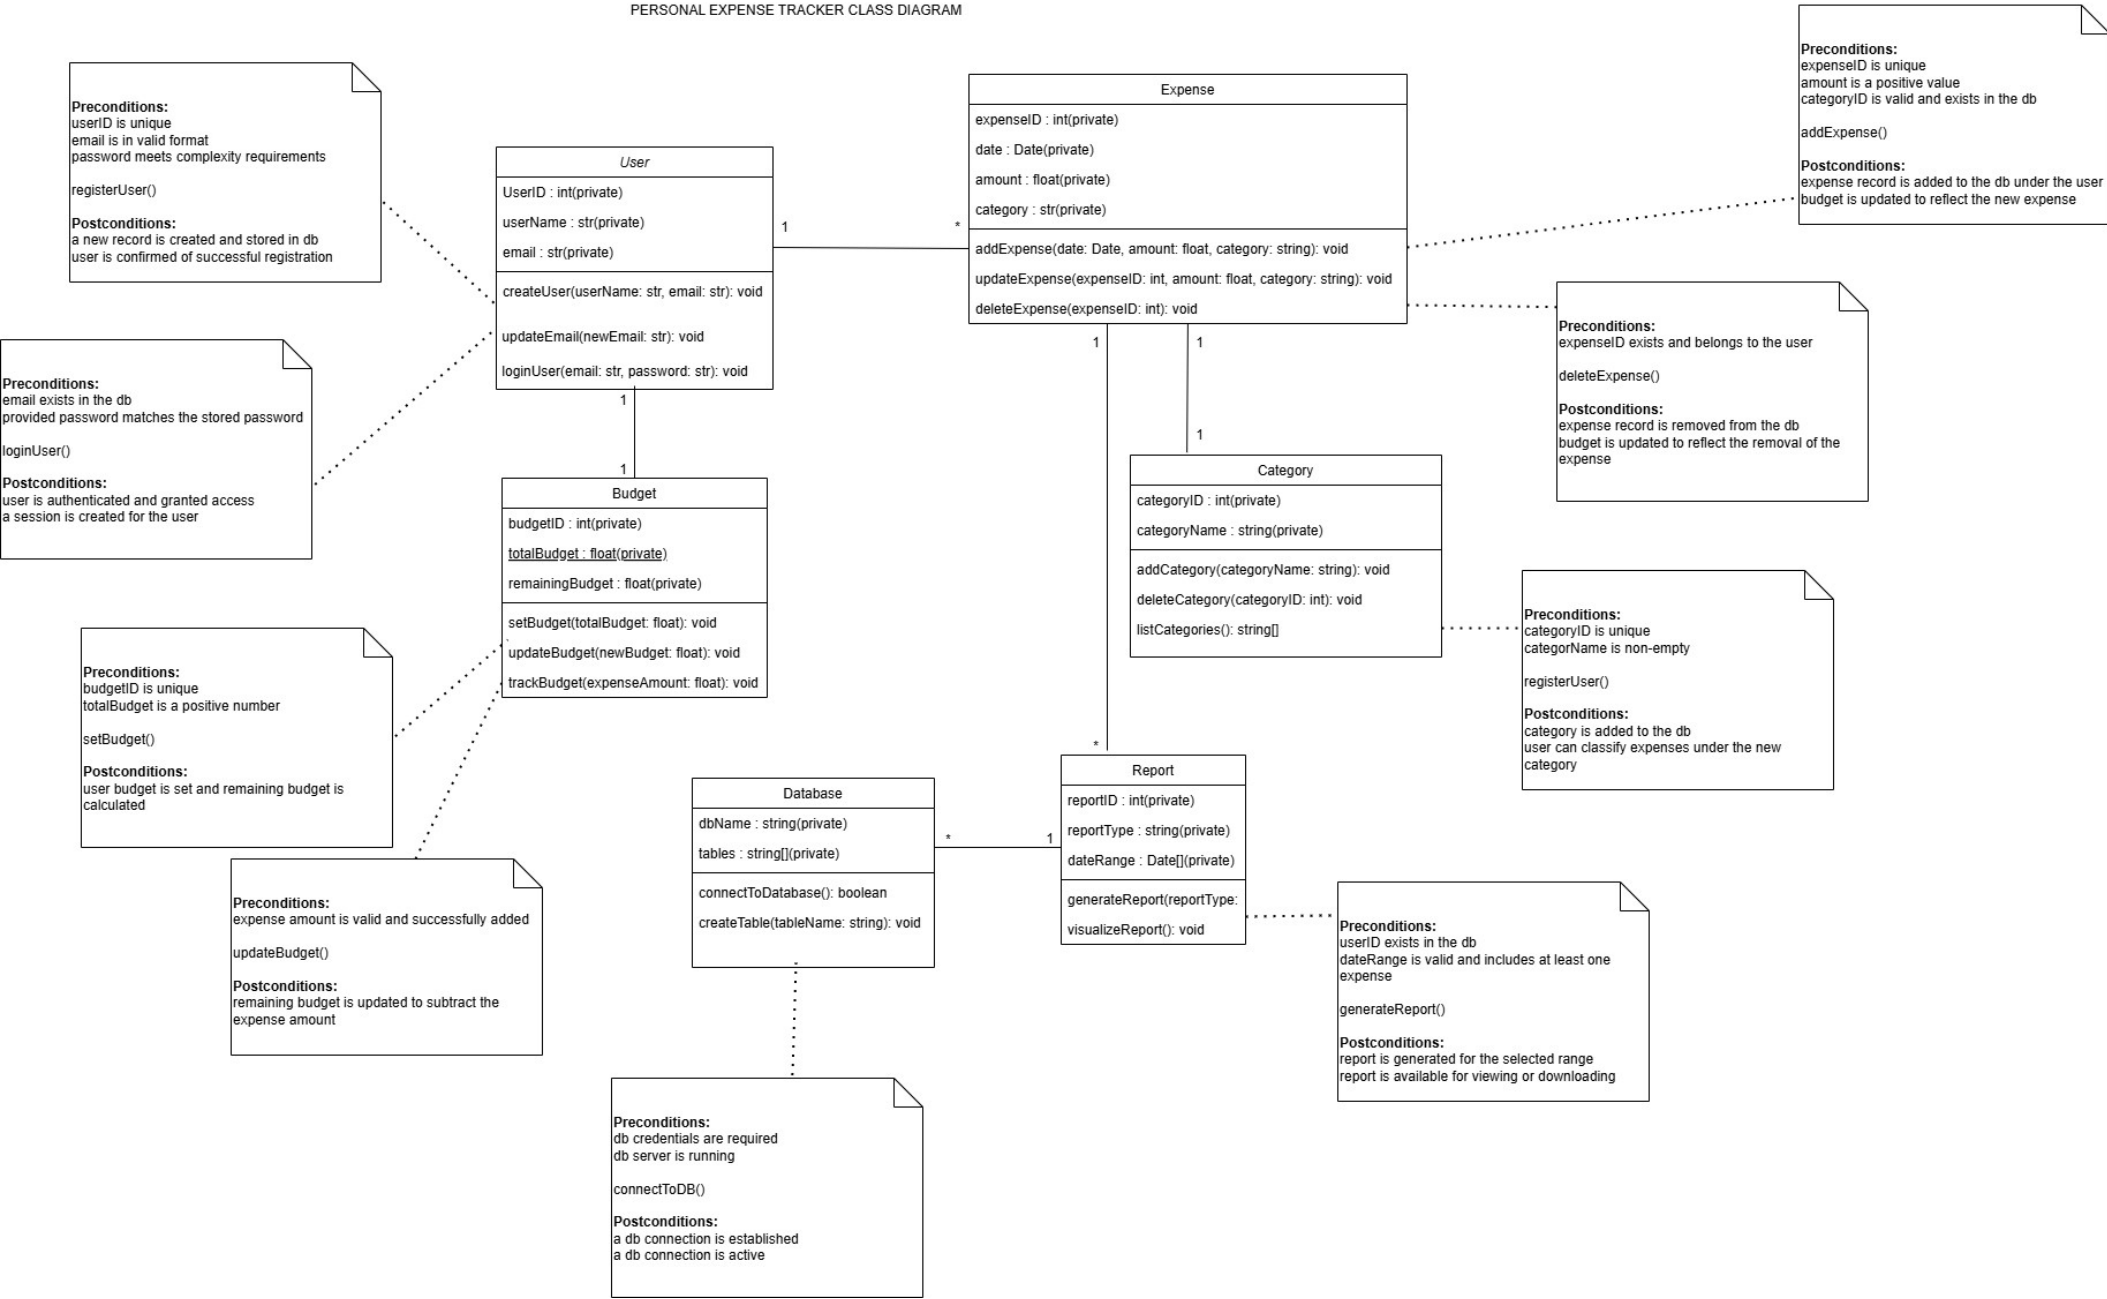 PERSONAL EXPENSE TRACKER CLASS DIAGRAM
Preconditions:
userID is unique
email is in valid format
password meets complexity requirements
registerUser()
Postconditions:
a new record is created and stored in db
user is confirmed of successful registration
Preconditions:
email exists in the db
provided password matches the stored password
loginUser()
Postconditions:
user is authenticated and granted access
a session is created for the user
User
UserID : int(private)
userName : str(private)
email : str(private)
createUser(userName: str, email: str): void
updateEmail(newEmail: str): void
loginUser(email: str, password: str): void
1
*
Expense
expenseID : int(private)
date : Date(private)
amount : float(private)
category : str(private)
addExpense(date: Date, amount: float, category: string): void
updateExpense(expenseID: int, amount: float, category: string): void
deleteExpense(expenseID: int): void
Preconditions:
expenseID is unique
amount is a positive value
categoryID is valid and exists in the db
addExpense()
Postconditions:
expense record is added to the db under the user
budget is updated to reflect the new expense
Preconditions:
expenseID exists and belongs to the user
deleteExpense()
Postconditions:
expense record is removed from the db
budget is updated to reflect the removal of the
expense
1
1
1
1
1
*
Budget
budgetID : int(private)
totalBudget : float(private)
remainingBudget : float(private)
setBudget(totalBudget: float): void
updateBudget(newBudget: float): void
trackBudget(expenseAmount: float): void
Category
categoryID : int(private)
categoryName : string(private)
addCategory(categoryName: string): void
deleteCategory(categoryID: int): void
listCategories(): string[]
Preconditions:
categoryID is unique
categorName is non-empty
registerUser()
Postconditions:
category is added to the db
user can classify expenses under the new
category
Preconditions:
budgetID is unique
totalBudget is a positive number
setBudget()
Postconditions:
user budget is set and remaining budget is
calculated
Preconditions:
expense amount is valid and successfully added
updateBudget()
Postconditions:
remaining budget is updated to subtract the
expense amount
Database
dbName : string(private)
tables : string[](private)
connectToDatabase(): boolean
createTable(tableName: string): void
*
1
Report
reportID : int(private)
reportType : string(private)
dateRange : Date[](private)
generateReport(reportType:
visualizeReport(): void
Preconditions:
userID exists in the db
dateRange is valid and includes at least one
expense
generateReport()
Postconditions:
report is generated for the selected range
report is available for viewing or downloading
Preconditions:
db credentials are required
db server is running
connectToDB()
Postconditions:
a db connection is established
a db connection is active